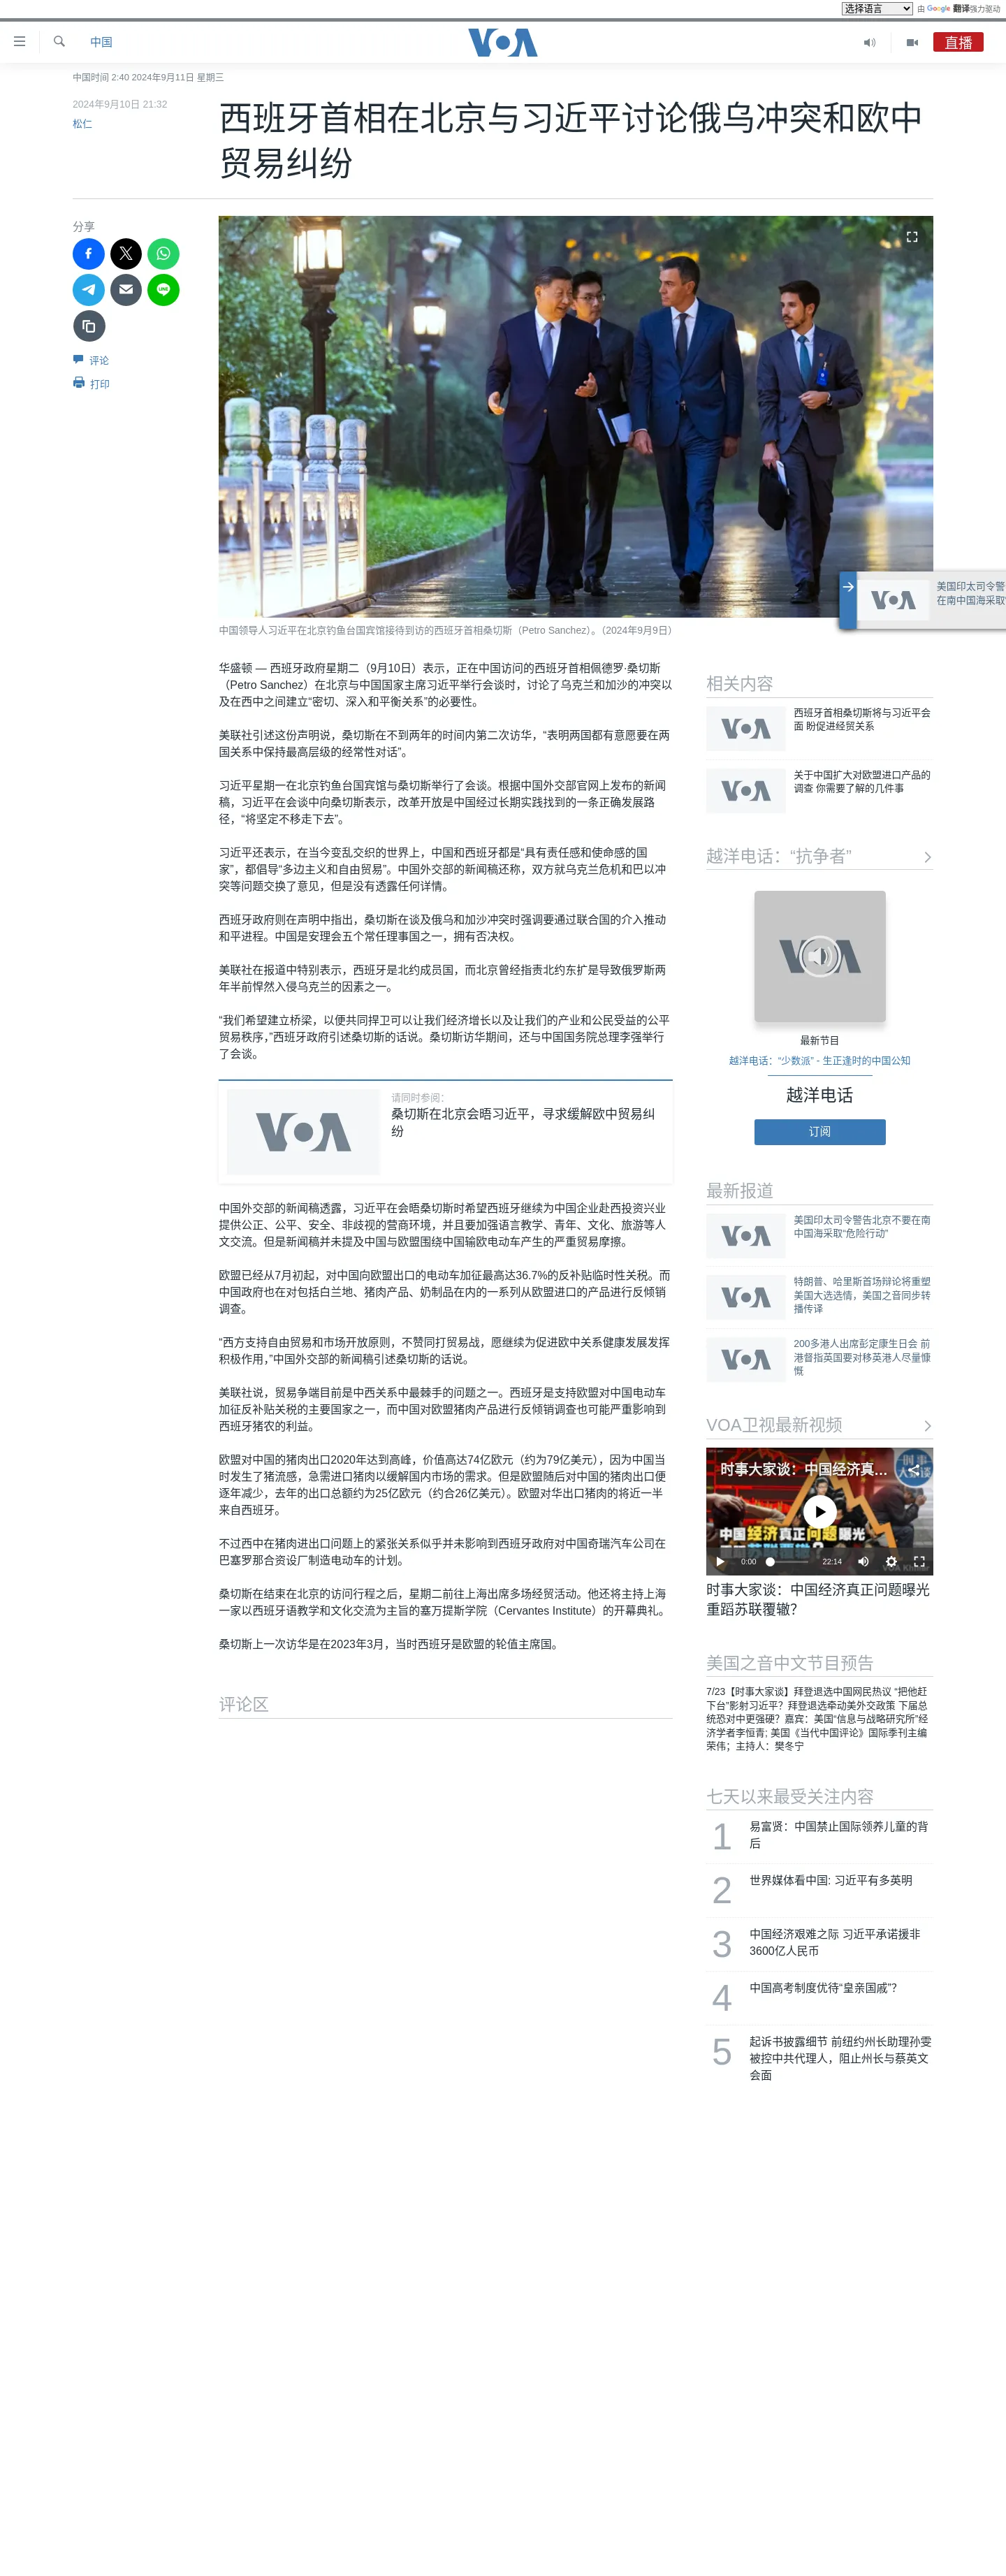 选择语言 由 Google 翻译强力驱动
中国
VOA
直播
中国时间 2:40 2024年9月11日 星期三
2024年9月10日 21:32
松仁
西班牙首相在北京与习近平讨论俄乌冲突和欧中
贸易纠纷
分享
评论
打印
美国印太司令警
在南中国海采取
中国领导人习近平在北京钓鱼台国宾馆接待到访的西班牙首相桑切斯（Petro Sanchez）。（2024年9月9日）
华盛顿 — 西班牙政府星期二（9月10日）表示，正在中国访问的西班牙首相佩德罗·桑切斯
（Petro Sanchez）在北京与中国国家主席习近平举行会谈时，讨论了乌克兰和加沙的冲突以
及在西中之间建立“密切、深入和平衡关系”的必要性。
美联社引述这份声明说，桑切斯在不到两年的时间内第二次访华，“表明两国都有意愿要在两
国关系中保持最高层级的经常性对话”。
习近平星期一在北京钓鱼台国宾馆与桑切斯举行了会谈。根据中国外交部官网上发布的新闻
稿，习近平在会谈中向桑切斯表示，改革开放是中国经过长期实践找到的一条正确发展路
径，“将坚定不移走下去”。
习近平还表示，在当今变乱交织的世界上，中国和西班牙都是“具有责任感和使命感的国
家”，都倡导“多边主义和自由贸易”。中国外交部的新闻稿还称，双方就乌克兰危机和巴以冲
突等问题交换了意见，但是没有透露任何详情。
西班牙政府则在声明中指出，桑切斯在谈及俄乌和加沙冲突时强调要通过联合国的介入推动
和平进程。中国是安理会五个常任理事国之一，拥有否决权。
美联社在报道中特别表示，西班牙是北约成员国，而北京曾经指责北约东扩是导致俄罗斯两
年半前悍然入侵乌克兰的因素之一。
“我们希望建立桥梁，以便共同捍卫可以让我们经济增长以及让我们的产业和公民受益的公平
贸易秩序，”西班牙政府引述桑切斯的话说。桑切斯访华期间，还与中国国务院总理李强举行
了会谈。
请同时参阅：
桑切斯在北京会晤习近平，寻求缓解欧中贸易纠
纷
VOA
中国外交部的新闻稿透露，习近平在会晤桑切斯时希望西班牙继续为中国企业赴西投资兴业
提供公正、公平、安全、非歧视的营商环境，并且要加强语言教学、青年、文化、旅游等人
人文交流。但是新闻稿并未提及中国与欧盟围绕中国输欧电动车产生的严重贸易摩擦。
欧盟已经从7月初起，对中国向欧盟出口的电动车加征最高达36.7%的反补贴临时性关税。而
中国政府也在对包括白兰地、猪肉产品、奶制品在内的一系列从欧盟进口的产品进行反倾销
调查。
“西方支持自由贸易和市场开放原则，不赞同打贸易战，愿继续为促进欧中关系健康发展发挥
积极作用，”中国外交部的新闻稿引述桑切斯的话说。
美联社说，贸易争端目前是中西关系中最棘手的问题之一。西班牙是支持欧盟对中国电动车
加征反补贴关税的主要国家之一，而中国对欧盟猪肉产品进行反倾销调查也可能严重影响到
西班牙猪农的利益。
欧盟对中国的猪肉出口2020年达到高峰，价值高达74亿欧元（约为79亿美元），因为中国当
时发生了猪流感，急需进口猪肉以缓解国内市场的需求。但是欧盟随后对中国的猪肉出口便
逐年减少，去年的出口总额约为25亿欧元（约合26亿美元）。欧盟对华出口猪肉的将近一半
来自西班牙。
不过西中在猪肉进出口问题上的紧张关系似乎并未影响到西班牙政府对中国奇瑞汽车公司在
巴塞罗那合资设厂制造电动车的计划。
桑切斯在结束在北京的访问行程之后，星期二前往上海出席多场经贸活动。他还将主持上海
一家以西班牙语教学和文化交流为主旨的塞万提斯学院（Cervantes Institute）的开幕典礼。
桑切斯上一次访华是在2023年3月，当时西班牙是欧盟的轮值主席国。
评论区
相关内容
VOA
西班牙首相桑切斯将与习近平会
面 盼促进经贸关系
VOA
关于中国扩大对欧盟进口产品的
调查 你需要了解的几件事
越洋电话：“抗争者”
VOA
最新节目
越洋电话：“少数派” - 生正逢时的中国公知
越洋电话
订阅
最新报道
VOA
美国印太司令警告北京不要在南
中国海采取“危险行动”
VOA
特朗普、哈里斯首场辩论将重塑
美国大选选情，美国之音同步转
播传译
VOA
200多港人出席彭定康生日会 前
港督指英国要对移英港人尽量慷
慨
VOA卫视最新视频
时事大家谈：中国经济真…
中国经济真正问题曝光
0:00
22:14
时事大家谈：中国经济真正问题曝光
重蹈苏联覆辙？
美国之音中文节目预告
7/23【时事大家谈】拜登退选中国网民热议 “把他赶
下台”影射习近平？拜登退选牵动美外交政策 下届总
统恐对中更强硬？嘉宾：美国“信息与战略研究所”经
济学者李恒青; 美国《当代中国评论》国际季刊主编
荣伟；主持人：樊冬宁
七天以来最受关注内容
1
易富贤：中国禁止国际领养儿童的背
后
2
世界媒体看中国: 习近平有多英明
3
中国经济艰难之际 习近平承诺援非
3600亿人民币
4
中国高考制度优待“皇亲国戚”？
5
起诉书披露细节 前纽约州长助理孙雯
被控中共代理人，阻止州长与蔡英文
会面